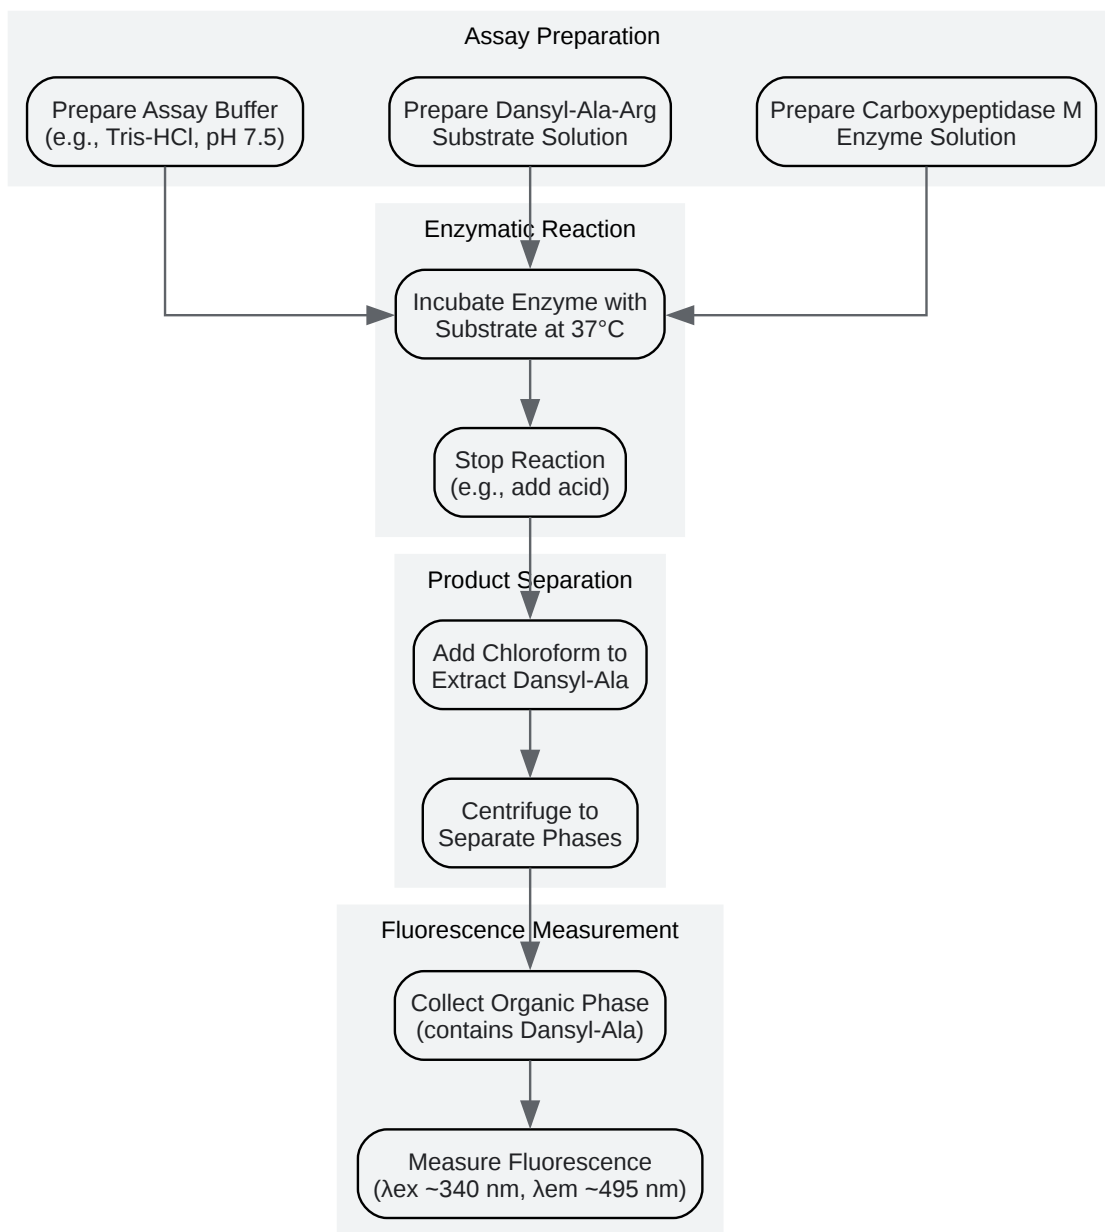 Assay Preparation
Prepare Assay Buffer
(e.g., Tris-HCl, pH 7.5)
Prepare Dansyl-Ala-Arg
Substrate Solution
Prepare Carboxypeptidase M
Enzyme Solution
Enzymatic Reaction
Incubate Enzyme with
Substrate at 37°C
Stop Reaction
(e.g., add acid)
Product Separation
Add Chloroform to
Extract Dansyl-Ala
Centrifuge to
Separate Phases
Fluorescence Measurement
Collect Organic Phase
(contains Dansyl-Ala)
Measure Fluorescence
(λex ~340 nm, λem ~495 nm)